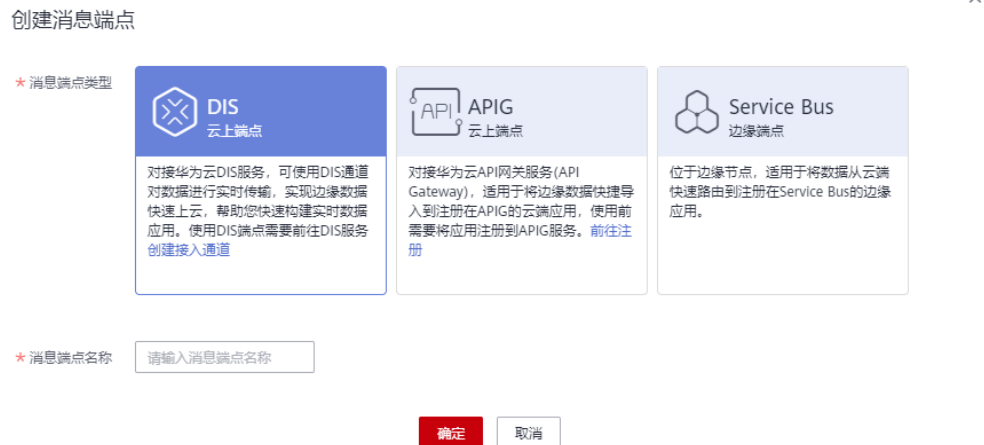 创建消息端点
* 消息端点类型
DIS
云上端点
对接华为云DIS服务，可使用DIS通道
对数据进行实时传输，实现边缘数据
快速上云，帮助您快速构建实时数据
应用。使用DIS端点需要前往DIS服务
创建接入通道
API
APIG
云上端点
对接华为云API网关服务(API
Gateway)，适用于将边缘数据快捷导
入到注册在APIG的云端应用，使用前
需要将应用注册到APIG服务。前往注
册
Service Bus
边缘端点
位于边缘节点，适用于将数据从云端
快速路由到注册在Service Bus的边缘
应用。
* 消息端点名称
请输入消息端点名称
确定
取消